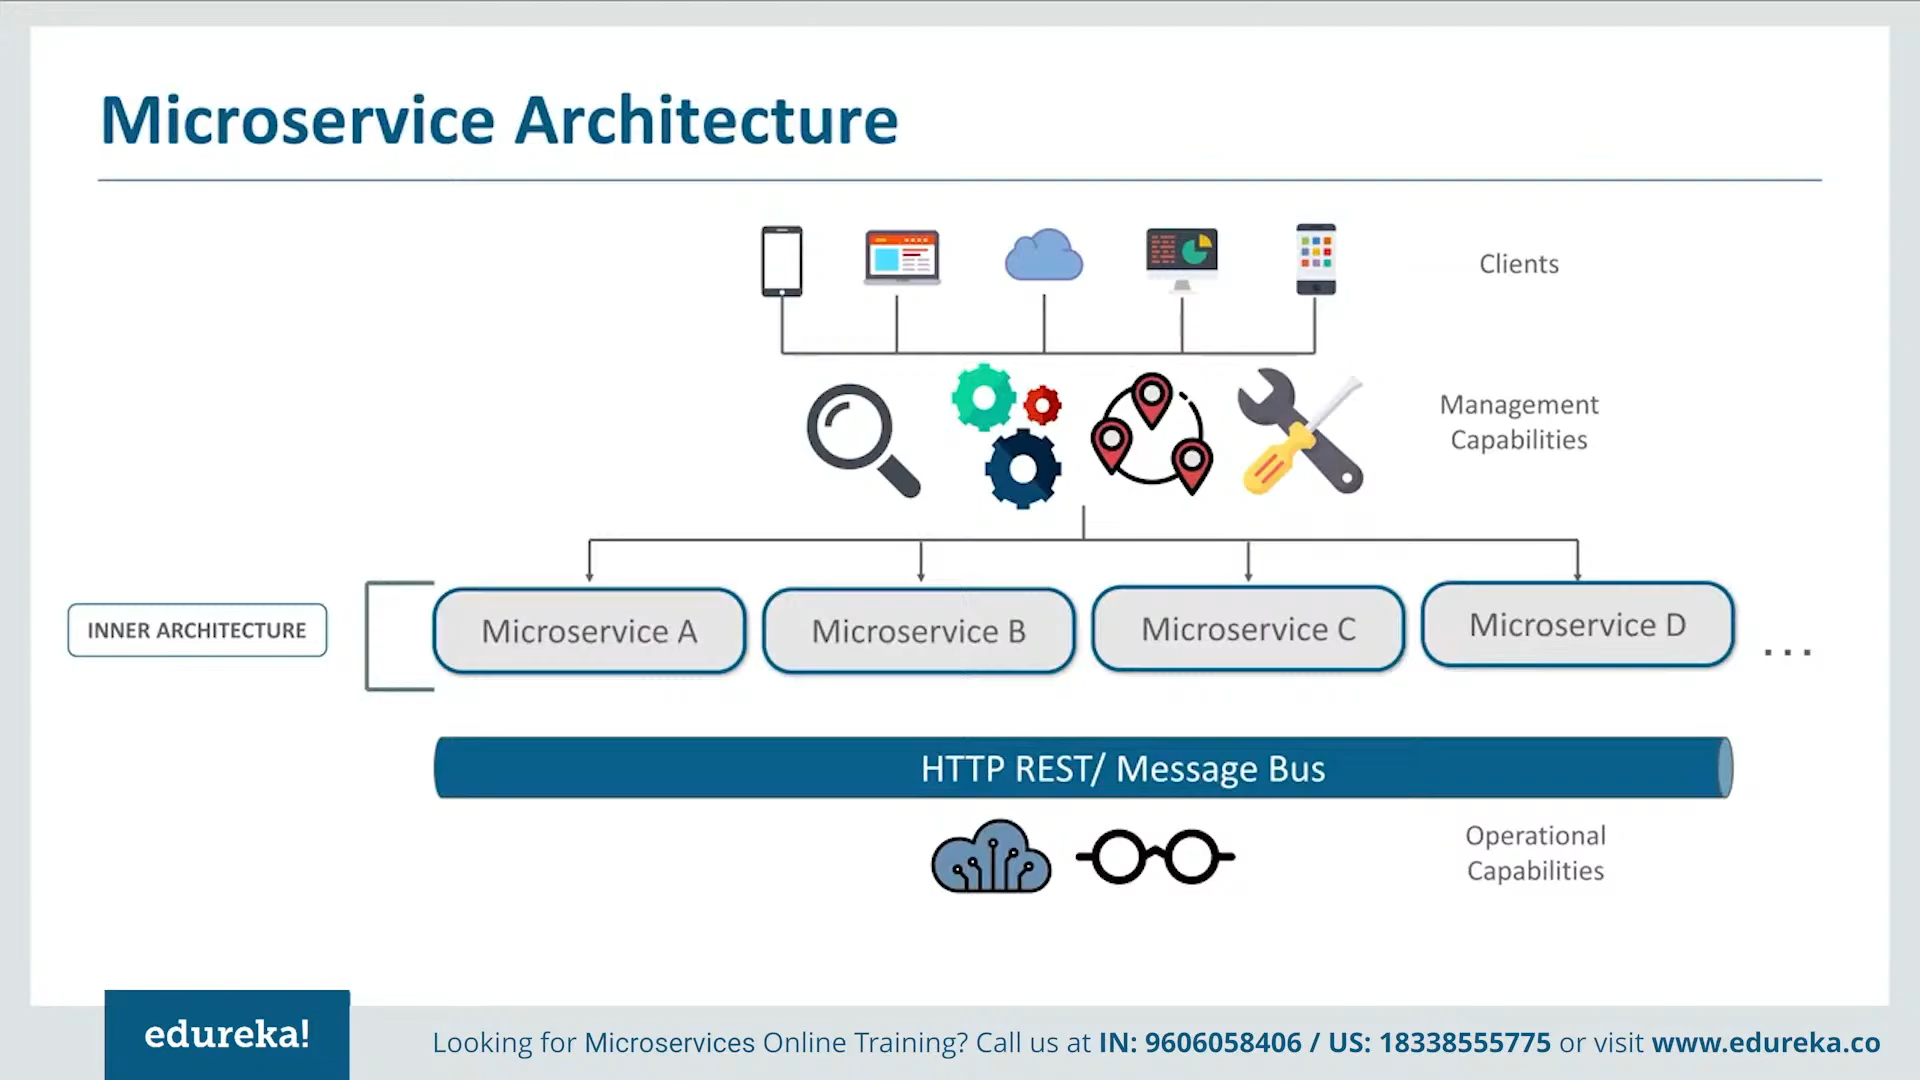 Microservice Architecture
Clients
Management
Capabilities
INNER ARCHITECTURE
Microservice A
Microservice B
Microservice C
Microservice D
...
HTTP REST/ Message Bus
Operational
Capabilities
edureka!
Looking for Microservices Online Training? Call us at IN: 9606058406 / US: 18338555775 or visit www.edureka.co